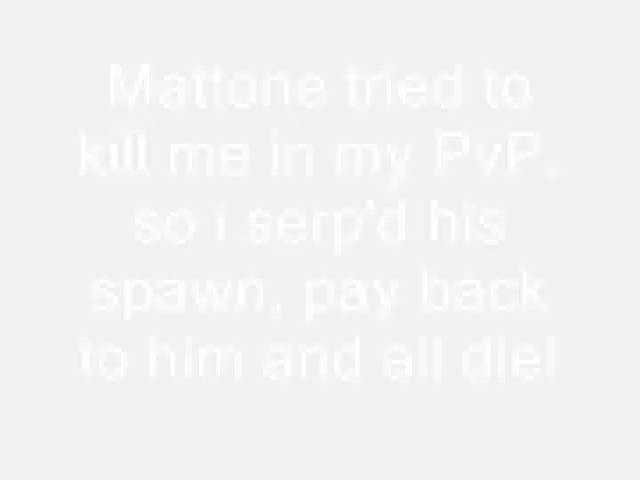 Mattone tried to
kill me in my PvP,
so i serp'd his
spawn, pay back
to him and all die!